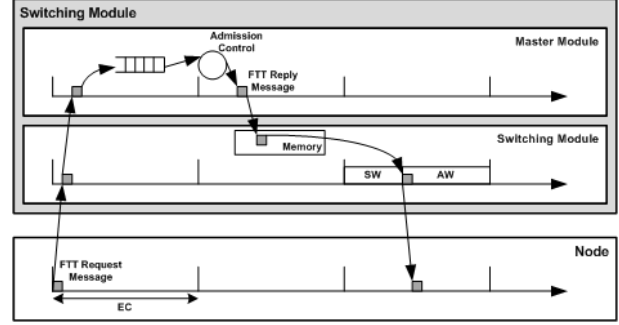 Switching Module
Master Module
Admission
Control
FTT Reply
Message
Switching Module
Memory
SW
AW
Node
FTT Request
Message
EC